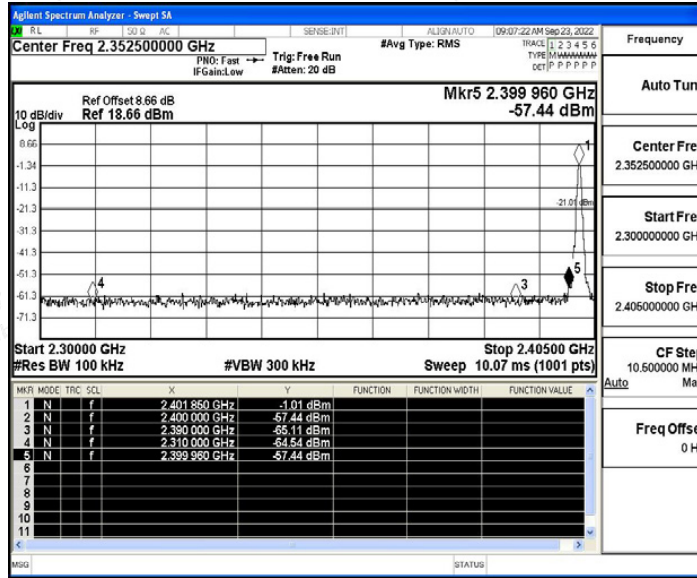 Agilent Spectrum Analyzer - Swept SA
RL RF 50 Ω AC SENSE:INT ALIGNAUTO 09:07:22 AM Sep 23, 2022
Center Freq 2.352500000 GHz
#Avg Type: RMS
TRACE 1 2 3 4 5 6
PNO: Fast
Trig: Free Run
TYPE MWWWWW
IFGain:Low
#Atten: 20 dB
DET P P P P P P
Mkr5 2.399 960 GHz
Ref Offset 8.66 dB
10 dB/div Ref 18.66 dBm
-57.44 dBm
Log
8.66
1
-1.34
-11.3
-21.3
-21.01 dBm
-31.3
-41.3
-51.3
5
4
3
-61.3
-71.3
Start 2.30000 GHz
Stop 2.40500 GHz
#Res BW 100 kHz
#VBW 300 kHz
Sweep 10.07 ms (1001 pts)
MKR MODE TRC SCL X Y FUNCTION FUNCTION WIDTH FUNCTION VALUE
1 N f 2.401 850 GHz -1.01 dBm
2 N f 2.400 000 GHz -57.44 dBm
3 N f 2.390 000 GHz -65.11 dBm
4 N f 2.310 000 GHz -64.54 dBm
5 N f 2.399 960 GHz -57.44 dBm
6
7
8
9
10
11
MSG
STATUS
Frequency
Auto Tun
Center Fre
2.352500000 GH
Start Fre
2.300000000 GH
Stop Fre
2.405000000 GH
CF Ste
10.500000 MH
Auto Ma
Freq Offse
0 H